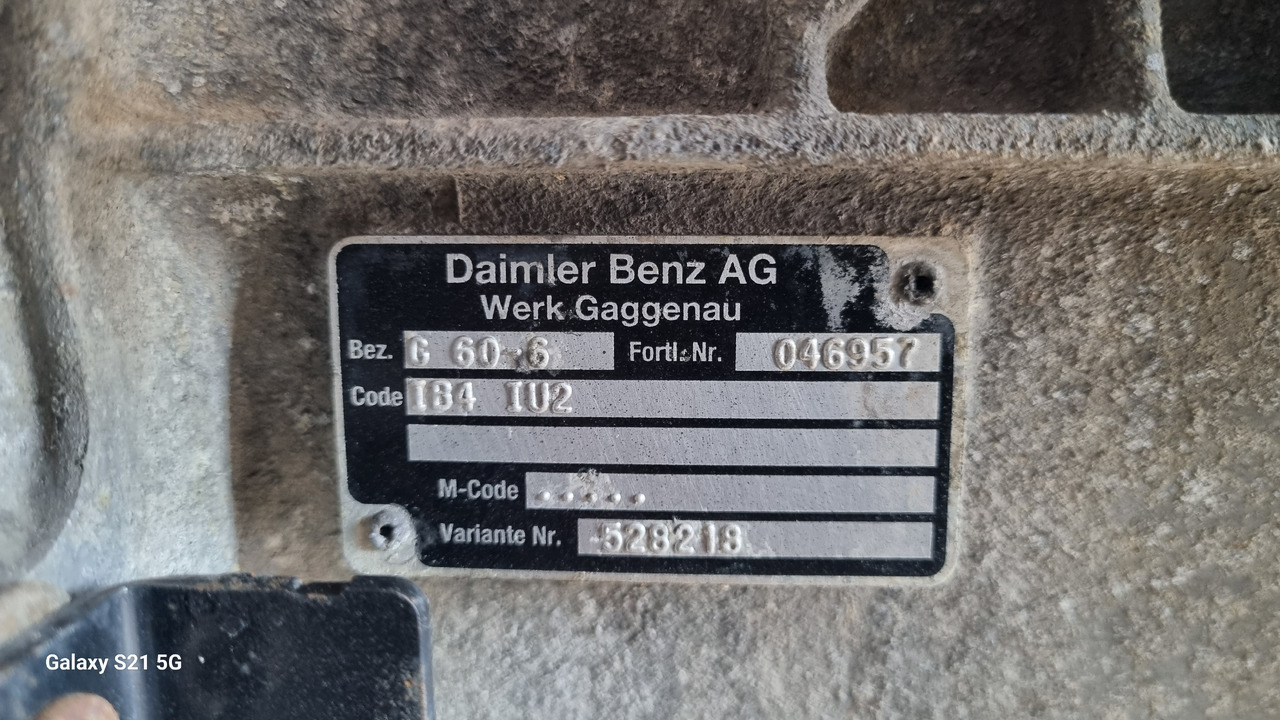 Daimler Benz AG
Werk Gaggenau
Bez. G 60-6 Fortl.-Nr. 046957
Code IB4 IU2
M-Code .....
Variante Nr. -528218
Galaxy S21 5G